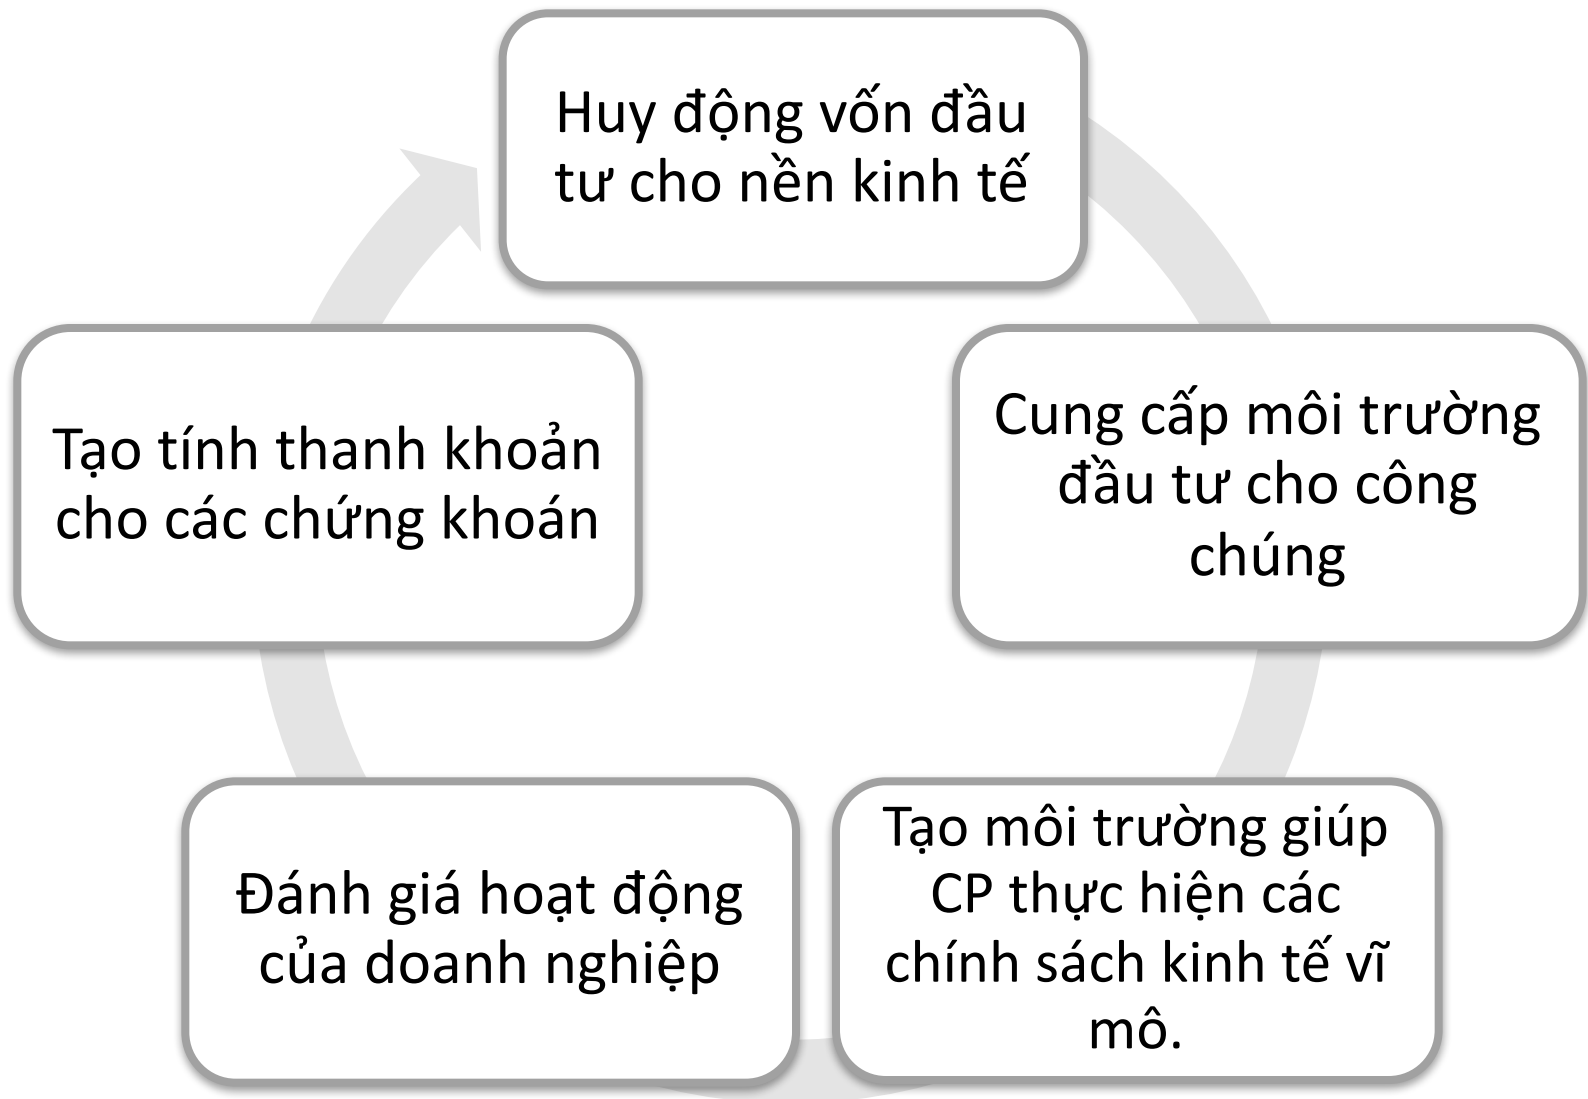 Huy động vốn đầu
tư cho nền kinh tế
Cung cấp môi trường
đầu tư cho công
chúng
Tạo môi trường giúp
CP thực hiện các
chính sách kinh tế vĩ
mô.
Đánh giá hoạt động
của doanh nghiệp
Tạo tính thanh khoản
cho các chứng khoán